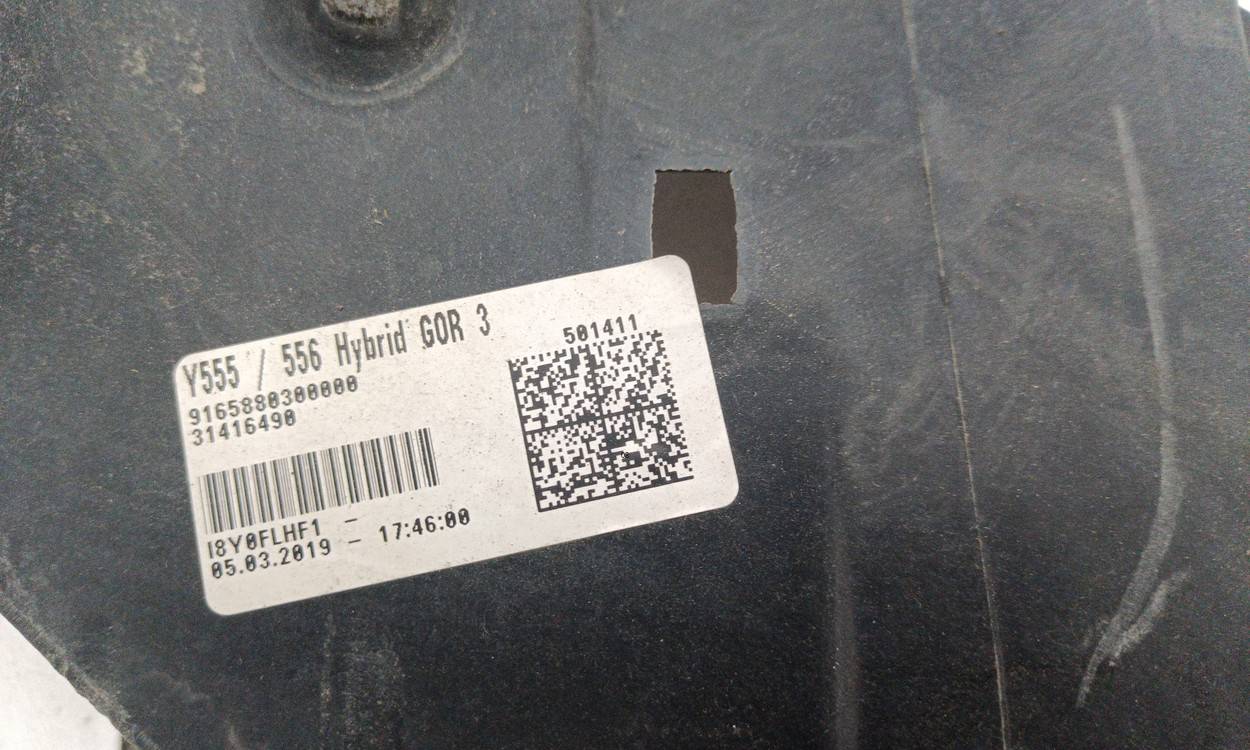 Y555 / 556 Hybrid GOR 3
9165880300000
31416490
501411
I8Y0FLHF1 -
05.03.2019 - 17:46:00